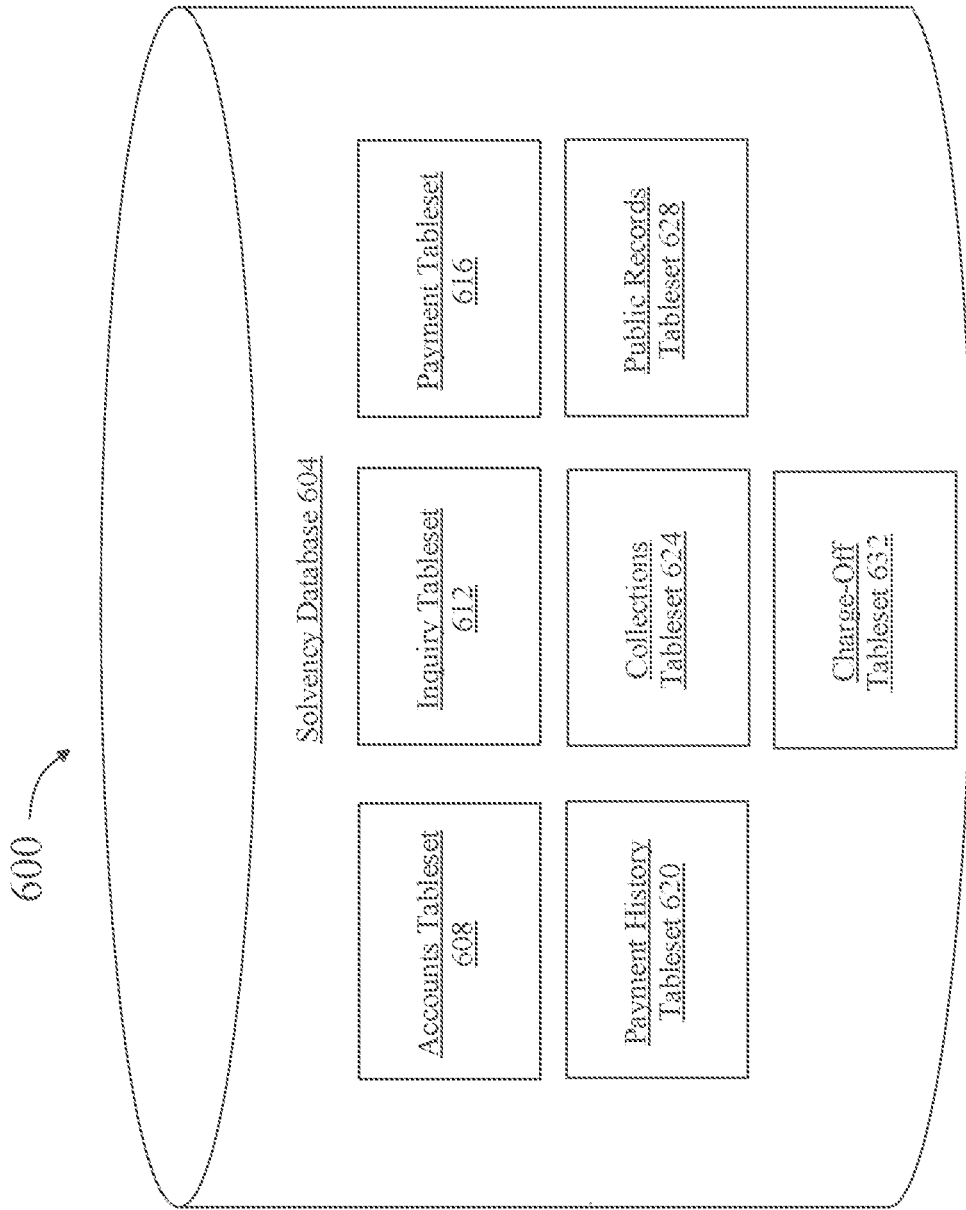 600
Solvency Database 604
Accounts Tableset
608
Inquiry Tableset
612
Payment Tableset
616
Payment History
Tableset 620
Collections
Tableset 624
Public Records
Tableset 628
Charge-Off
Tableset 632